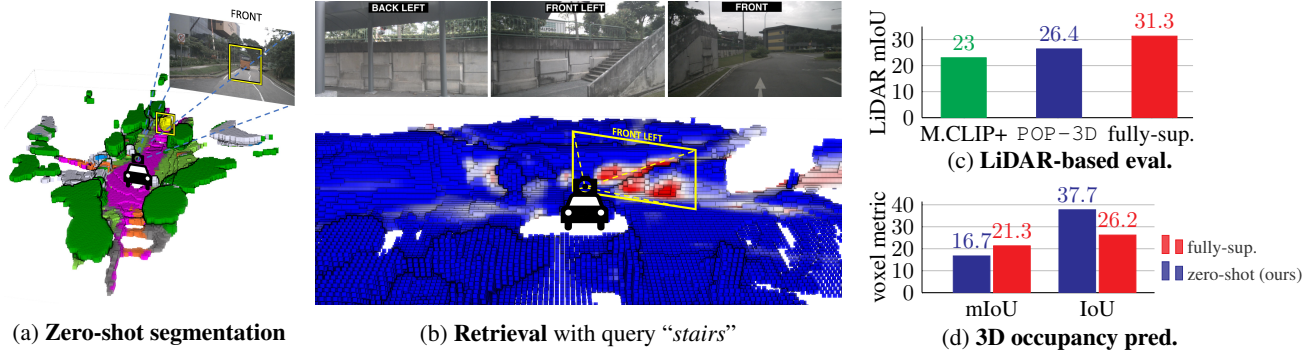 FRONT
(a) Zero-shot segmentation
BACK LEFT
FRONT LEFT
FRONT
FRONT LEFT
(b) Retrieval with query “stairs”
LiDAR mIoU
30
20
10
0
23
26.4
31.3
M.CLIP+ POP-3D fully-sup.
(c) LiDAR-based eval.
voxel metric
40
30
20
10
0
16.7
21.3
37.7
26.2
mIoU
IoU
fully-sup.
zero-shot (ours)
(d) 3D occupancy pred.